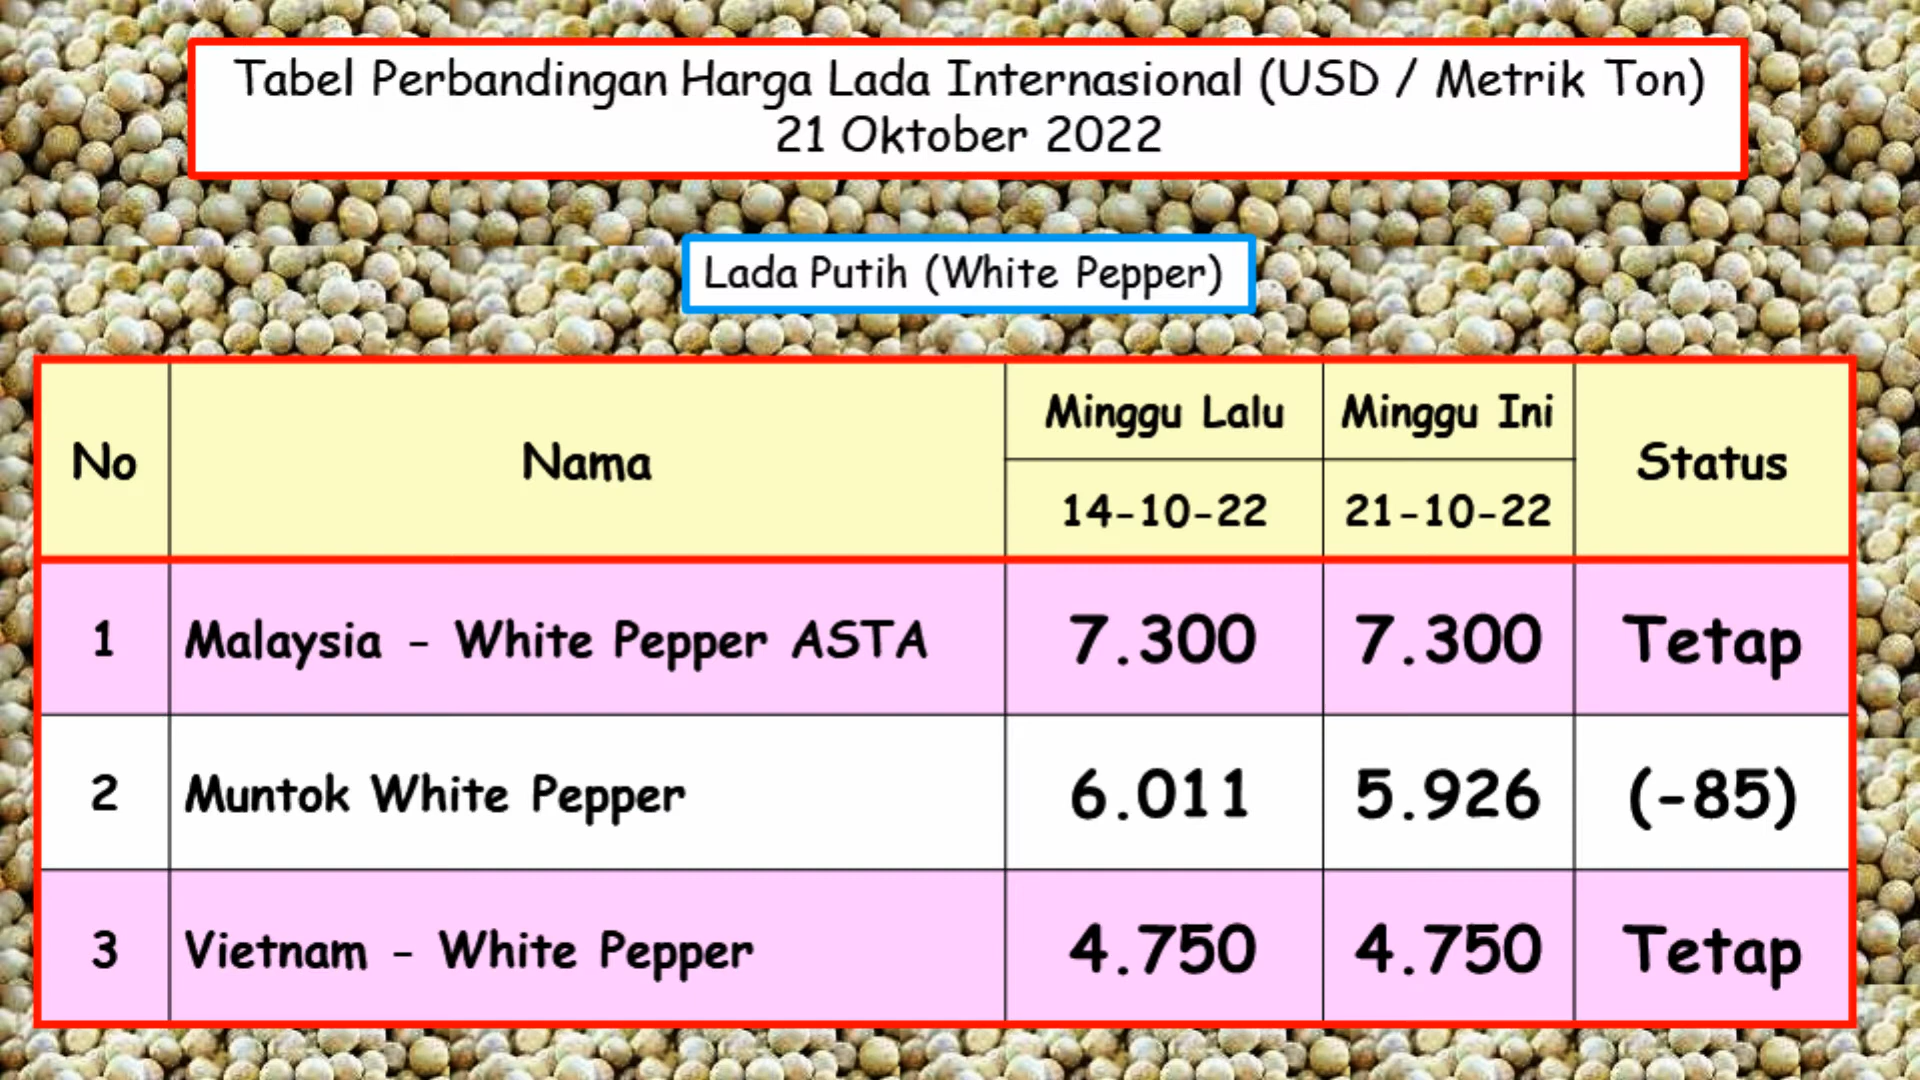 Tabel Perbandingan Harga Lada Internasional (USD / Metrik Ton)
21 Oktober 2022
Lada Putih (White Pepper)
No Nama Minggu Lalu Minggu Ini Status
14-10-22 21-10-22
1 Malaysia - White Pepper ASTA 7.300 7.300 Tetap
2 Muntok White Pepper 6.011 5.926 (-85)
3 Vietnam - White Pepper 4.750 4.750 Tetap